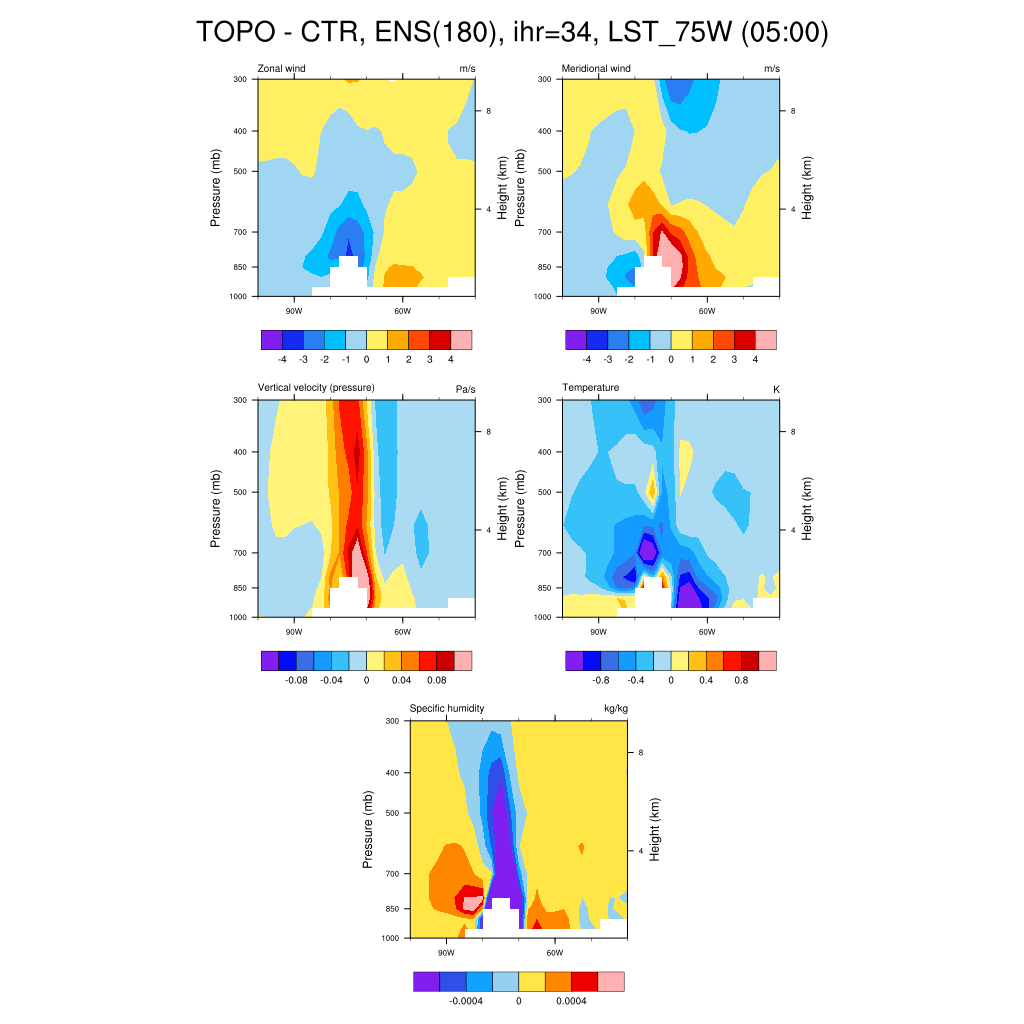 TOPO - CTR, ENS(180), ihr=34, LST_75W (05:00)
Zonal wind m/s
Meridional wind m/s
300
400
500
700
850
1000
Pressure (mb)
8
4
Height (km)
90W 60W
300
400
500
700
850
1000
Pressure (mb)
8
4
Height (km)
90W 60W
-4 -3 -2 -1 0 1 2 3 4
-4 -3 -2 -1 0 1 2 3 4
Vertical velocity (pressure) Pa/s
Temperature K
300
400
500
700
850
1000
Pressure (mb)
8
4
Height (km)
90W 60W
300
400
500
700
850
1000
Pressure (mb)
8
4
Height (km)
90W 60W
-0.08 -0.04 0 0.04 0.08
-0.8 -0.4 0 0.4 0.8
Specific humidity kg/kg
300
400
500
700
850
1000
Pressure (mb)
8
4
Height (km)
90W 60W
-0.0004 0 0.0004